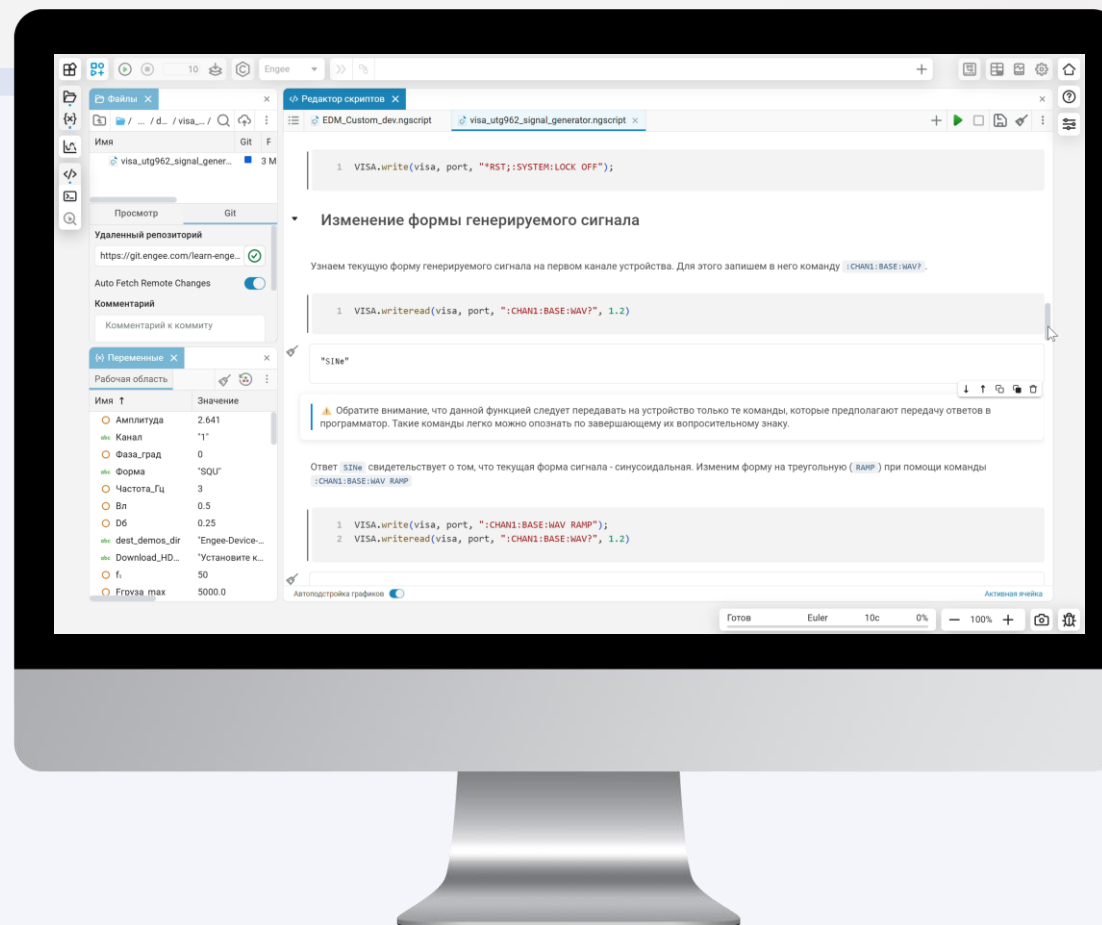 10
Engee
Файлы
/ ... / d... / visa_... /
Имя
Git
F
visa_utg962_signal_gener...
3 M
Просмотр
Git
Удаленный репозиторий
https://git.engee.com/learn-enge...
Auto Fetch Remote Changes
Комментарий
Комментарий к коммиту
Переменные
Рабочая область
Имя ↑
Значение
Амплитуда
2.641
abc Канал
"1"
Фаза_град
0
abc Форма
"SQU"
Частота_Гц
3
Вл
0.5
Dб
0.25
abc dest_demos_dir
"Engee-Device-...
abc Download_HD...
"Установите к...
50
5000.0
Редактор скриптов
EDM_Custom_dev.ngscript
visa_utg962_signal_generator.ngscript
1 VISA.write(visa, port, "*RST;:SYSTEM:LOCK OFF");
Изменение формы генерируемого сигнала
Узнаем текущую форму генерируемого сигнала на первом канале устройства. Для этого запишем в него команду :CHAN1:BASE:WAV? .
1 VISA.writeread(visa, port, ":CHAN1:BASE:WAV?", 1.2)
"SINe"
⚠ Обратите внимание, что данной функцией следует передавать на устройство только те команды, которые предполагают передачу ответов в
программатор. Такие команды легко можно опознать по завершающему их вопросительному знаку.
Ответ SINe свидетельствует о том, что текущая форма сигнала - синусоидальная. Изменим форму на треугольную ( RAMP ) при помощи команды
:CHAN1:BASE:WAV RAMP
1 VISA.write(visa, port, ":CHAN1:BASE:WAV RAMP");
2 VISA.writeread(visa, port, ":CHAN1:BASE:WAV?", 1.2)
Автоподстройка графиков
Активная ячейка
Готов
Euler
10с
0%
100%